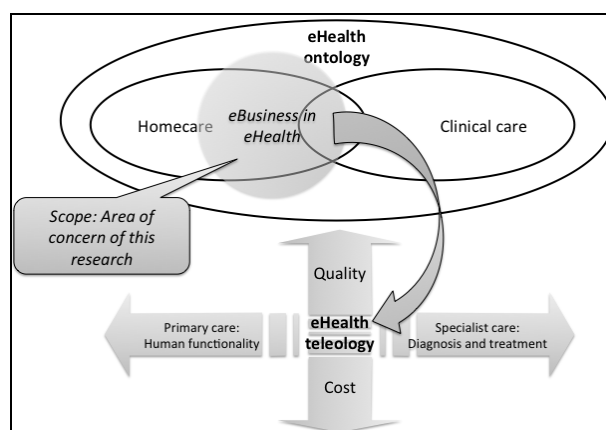 eHealth
ontology
Homecare
eBusiness in
eHealth
Clinical care
Scope: Area of
concern of this
research
Quality
Primary care:
Human functionality
eHealth
teleology
Specialist care:
Diagnosis and treatment
Cost